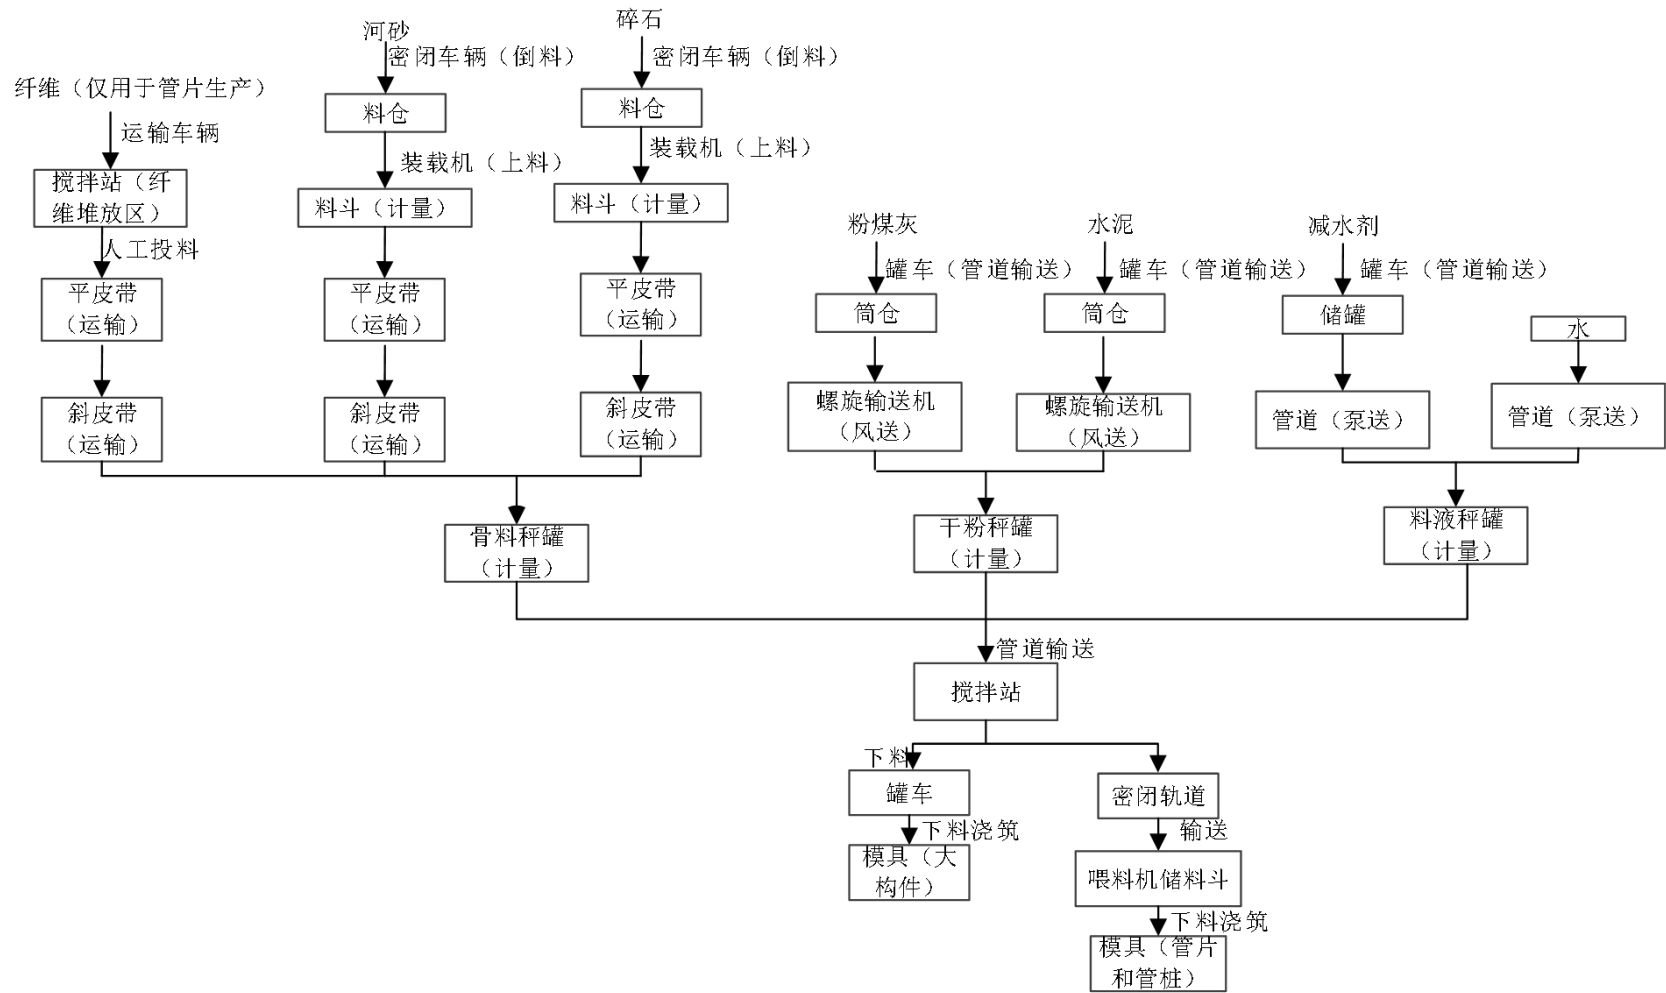 河砂
碎石
密闭车辆（倒料）
密闭车辆（倒料）
纤维（仅用于管片生产）
料仓
料仓
运输车辆
装载机（上料）
装载机（上料）
搅拌站（纤
维堆放区）
料斗（计量）
料斗（计量）
粉煤灰
水泥
减水剂
人工投料
罐车（管道输送）
罐车（管道输送）
罐车（管道输送）
平皮带
（运输）
平皮带
（运输）
平皮带
（运输）
筒仓
筒仓
储罐
水
斜皮带
（运输）
斜皮带
（运输）
斜皮带
（运输）
螺旋输送机
（风送）
螺旋输送机
（风送）
管道（泵送）
管道（泵送）
骨料秤罐
（计量）
干粉秤罐
（计量）
料液秤罐
（计量）
管道输送
搅拌站
下料
罐车
密闭轨道
下料浇筑
输送
模具（大
构件）
喂料机储料斗
下料浇筑
模具（管片
和管桩）